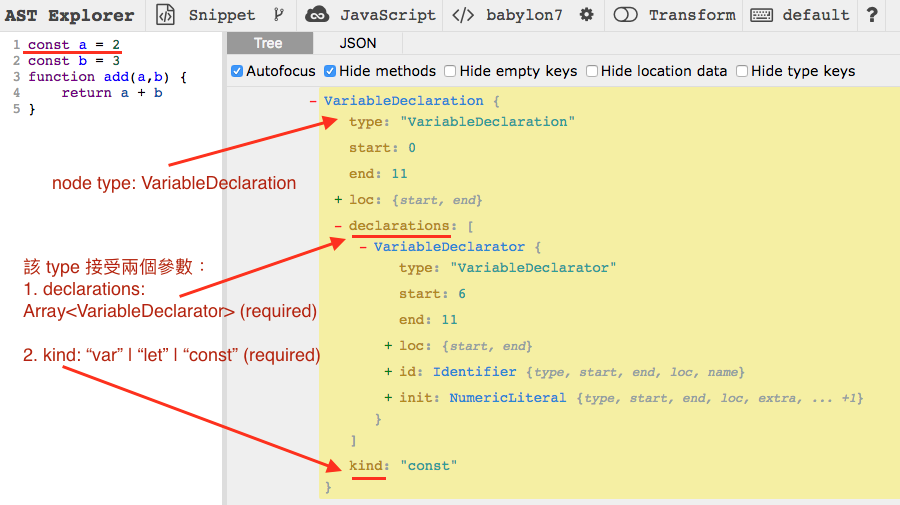 AST Explorer Snippet JavaScript </> babylon7 Transform default ?
Tree JSON
Autofocus Hide methods Hide empty keys Hide location data Hide type keys
1 const a = 2
2 const b = 3
3 function add(a,b) {
4 return a + b
5 }
node type: VariableDeclaration
該 type 接受兩個參數：
1. declarations:
Array<VariableDeclarator> (required)
2. kind: “var” | “let” | “const” (required)
- VariableDeclaration {
type: "VariableDeclaration"
start: 0
end: 11
+ loc: {start, end}
- declarations: [
- VariableDeclarator {
type: "VariableDeclarator"
start: 6
end: 11
+ loc: {start, end}
+ id: Identifier {type, start, end, loc, name}
+ init: NumericLiteral {type, start, end, loc, extra, ... +1}
}
]
kind: "const"
}